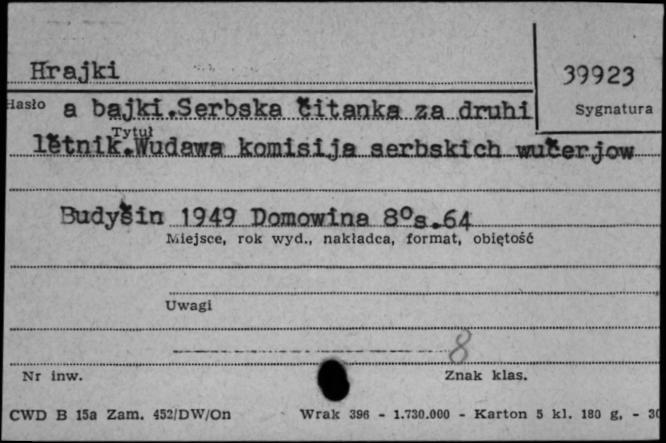 Hrajki
39923
Hasło
a bajki.Serbska čitanka za druhi
Sygnatura
Tytuł
lětnik.Wudawa komisija serbskich wučerjow
Budyšin 1949 Domowina 8°s.64
Miejsce, rok wyd., nakładca, format, objętość
Uwagi
8
Nr inw.
Znak klas.
CWD B 15a Zam. 452/DW/On Wrak 396 - 1.730.000 - Karton 5 kl. 180 g, -